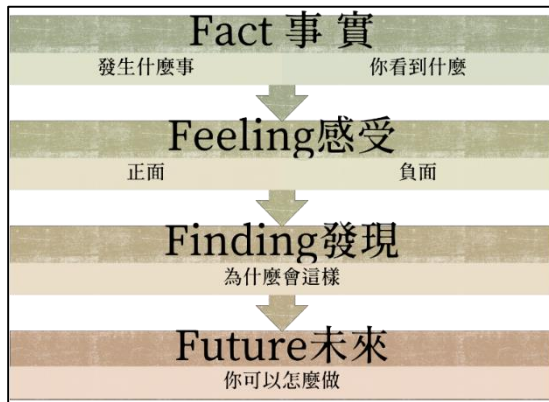 Fact 事 實
發生什麼事 你看到什麼
Feeling感受
正面 負面
Finding發現
為什麼會這樣
Future未來
你可以怎麼做